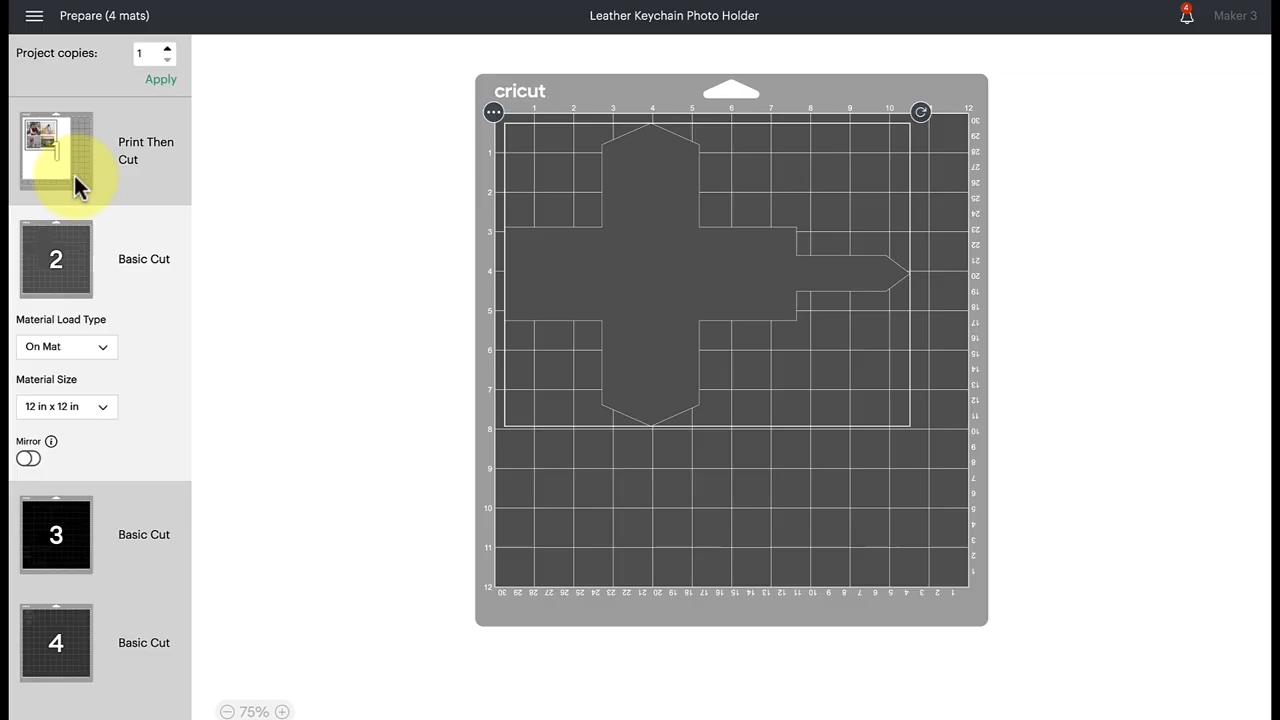 Prepare (4 mats)
Leather Keychain Photo Holder
4
Maker 3
Project copies:
1
Apply
Print Then
Cut
2
Basic Cut
Material Load Type
On Mat
Material Size
12 in x 12 in
Mirror
3
Basic Cut
4
Basic Cut
cricut
1 2 3 4 5 6 7 8 9 10 11 12
1
2
3
4
5
6
7
8
9
10
11
12
30
29
28
27
26
25
24
23
22
21
20
19
18
17
16
15
14
13
12
11
10
9
8
7
6
5
4
3
2
1
30 29 28 27 26 25 24 23 22 21 20 19 18 17 16 15 14 13 12 11 10 9 8 7 6 5 4 3 2 1
75%